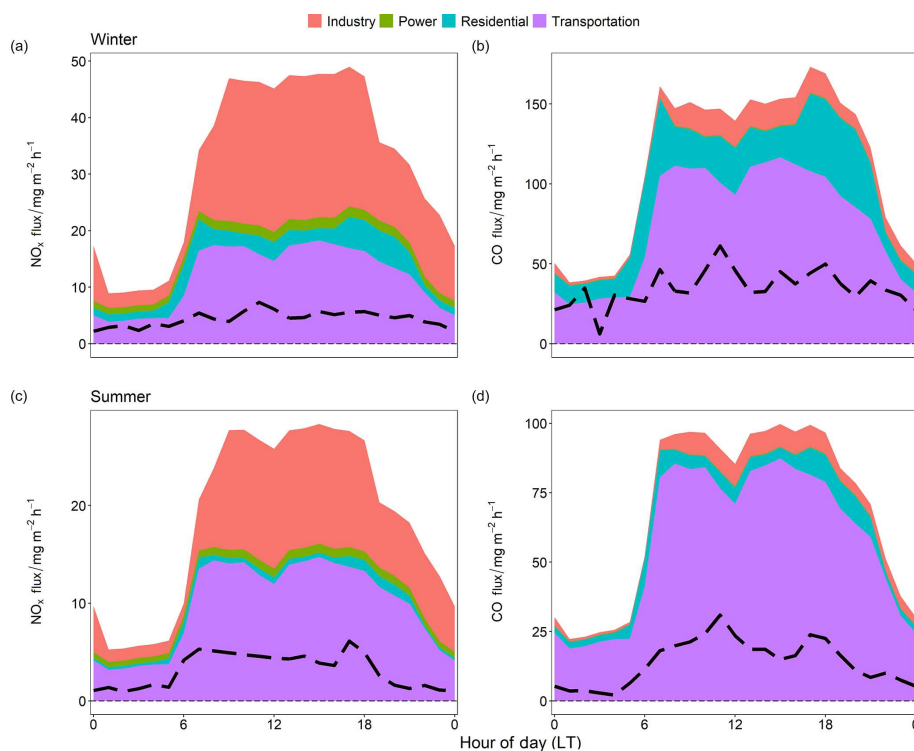 Industry Power Residential Transportation
(a) Winter (b)
50
40
30
20
10
0
NOₓ flux/mg m⁻² h⁻¹
150
100
50
0
CO flux/mg m⁻² h⁻¹
(c) Summer (d)
20
10
0
NOₓ flux/mg m⁻² h⁻¹
100
75
50
25
0
CO flux/mg m⁻² h⁻¹
0 6 12 18 0
0 6 12 18 0
Hour of day (LT)